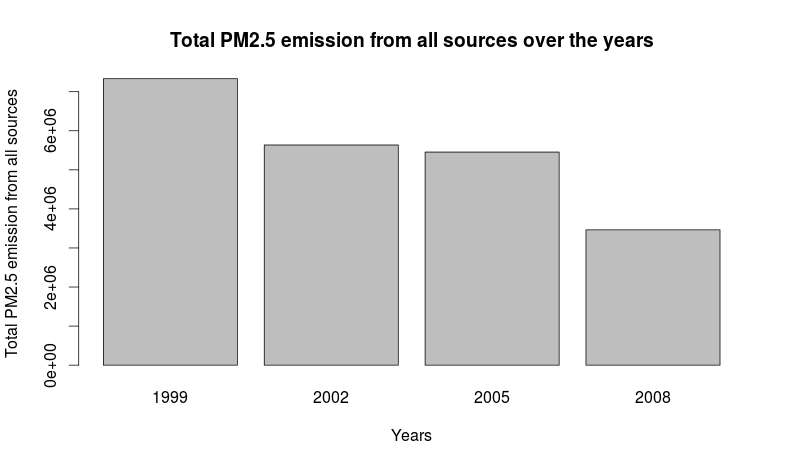 Total PM2.5 emission from all sources over the years
Total PM2.5 emission from all sources
6e+06
4e+06
2e+06
0e+00
1999 2002 2005 2008
Years